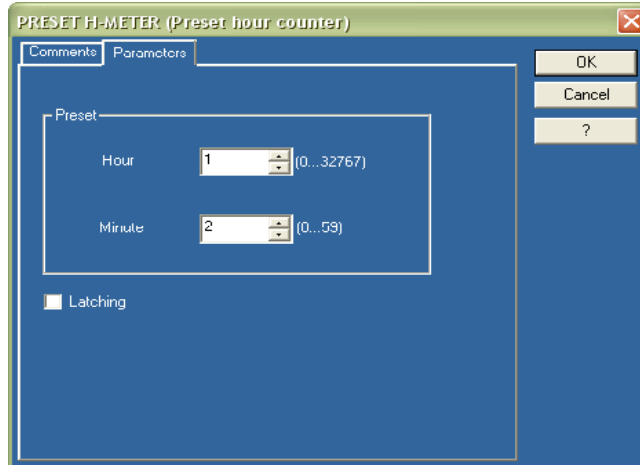 PRESET H-METER (Preset hour counter)
Comments Parameters
OK
Cancel
?
Preset
Hour 1 (0...32767)
Minute 2 (0...59)
Latching